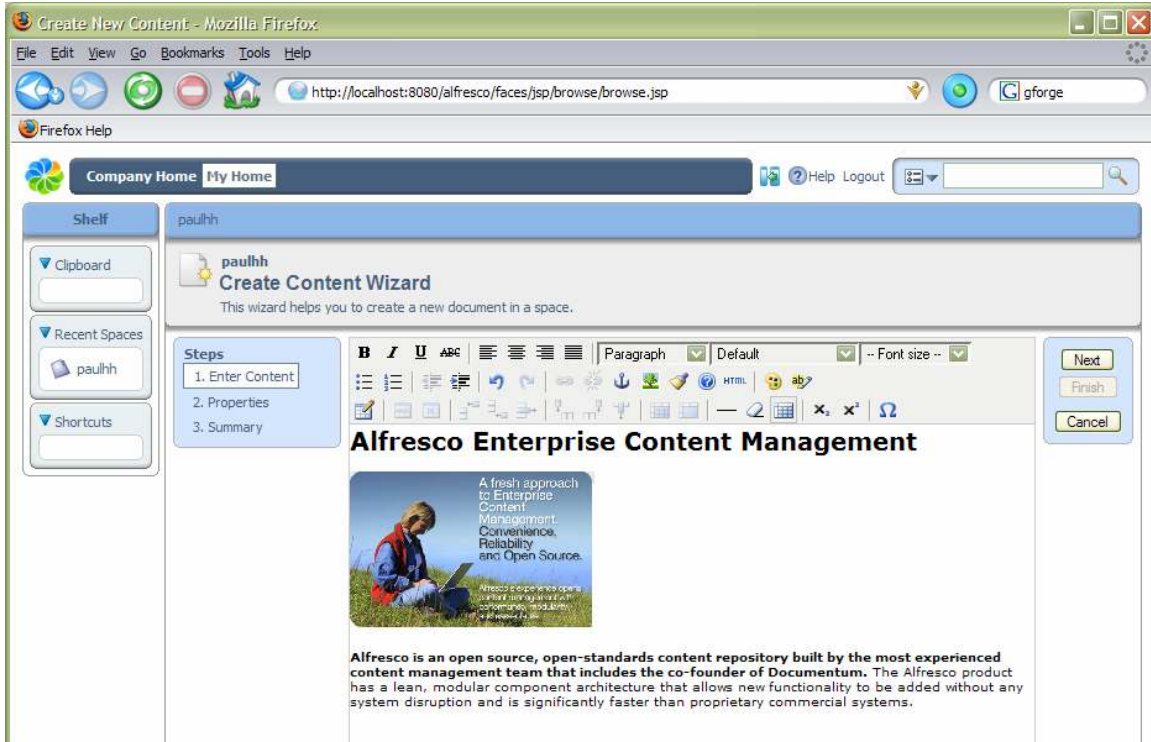 Create New Content - Mozilla Firefox
File Edit View Go Bookmarks Tools Help
http://localhost:8080/alfresco/faces/jsp/browse/browse.jsp
G gforge
Firefox Help
Company Home My Home
Help Logout
Shelf
paulhh
Clipboard
Recent Spaces
paulhh
Shortcuts
paulhh
Create Content Wizard
This wizard helps you to create a new document in a space.
Steps
1. Enter Content
2. Properties
3. Summary
B I U ABC Paragraph Default -- Font size --
HTML
Next
Finish
Cancel
Alfresco Enterprise Content Management
A fresh approach
to Enterprise
Content
Management.
Convenience,
Reliability
and Open Source.
Alfresco is an open source, open-standards content repository built by the most experienced
content management team that includes the co-founder of Documentum. The Alfresco product
has a lean, modular component architecture that allows new functionality to be added without any
system disruption and is significantly faster than proprietary commercial systems.